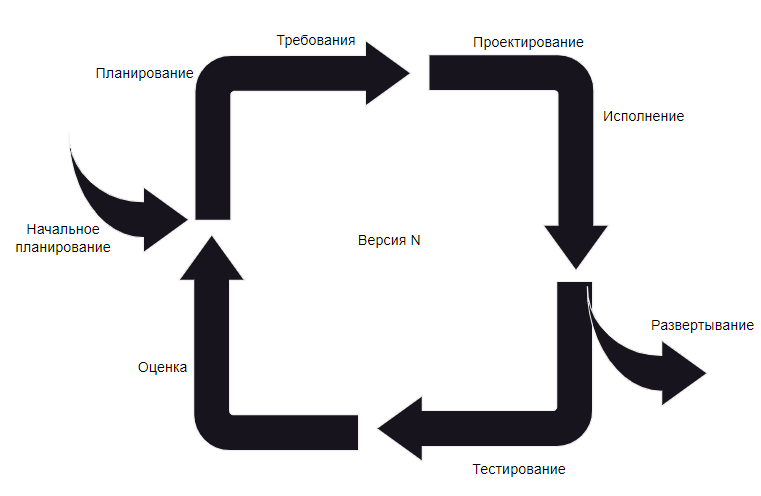 Требования
Проектирование
Планирование
Исполнение
Начальное
планирование
Версия N
Развертывание
Оценка
Тестирование